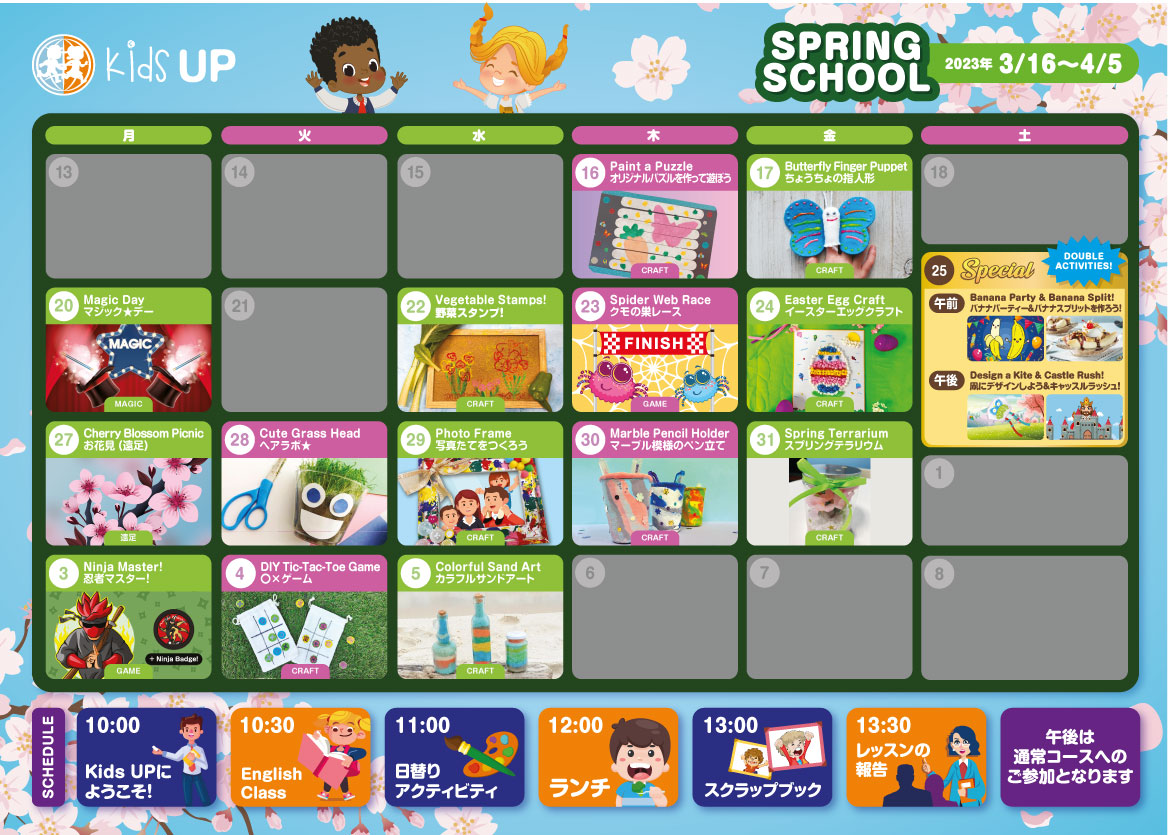 Kids UP
SPRING
SCHOOL
2023年 3/16〜4/5
月
火
水
木
金
土
13
14
15
16
Paint a Puzzle
オリジナルパズルを作って遊ぼう
CRAFT
17
Butterfly Finger Puppet
ちょうちょの指人形
CRAFT
18
20
Magic Day
マジック★デー
MAGIC
MAGIC
21
22
Vegetable Stamps!
野菜スタンプ!
CRAFT
23
Spider Web Race
クモの巣レース
FINISH
GAME
24
Easter Egg Craft
イースターエッグクラフト
CRAFT
25
Special
DOUBLE
ACTIVITIES!
午前
Banana Party & Banana Split!
バナナパーティー&バナナスプリットを作ろう!
午後
Design a Kite & Castle Rush!
凧にデザインしよう&キャッスルラッシュ!
27
Cherry Blossom Picnic
お花見 (遠足)
遠足
28
Cute Grass Head
ヘアラボ★
29
Photo Frame
写真たてをつくろう
CRAFT
30
Marble Pencil Holder
マーブル模様のペン立て
CRAFT
31
Spring Terrarium
スプリングテラリウム
CRAFT
1
3
Ninja Master!
忍者マスター!
+ Ninja Badge!
GAME
4
DIY Tic-Tac-Toe Game
〇×ゲーム
CRAFT
5
Colorful Sand Art
カラフルサンドアート
CRAFT
6
7
8
SCHEDULE
10:00
Kids UPに
ようこそ!
10:30
English
Class
11:00
日替り
アクティビティ
12:00
ランチ
13:00
スクラップブック
13:30
レッスンの
報告
午後は
通常コースへの
ご参加となります